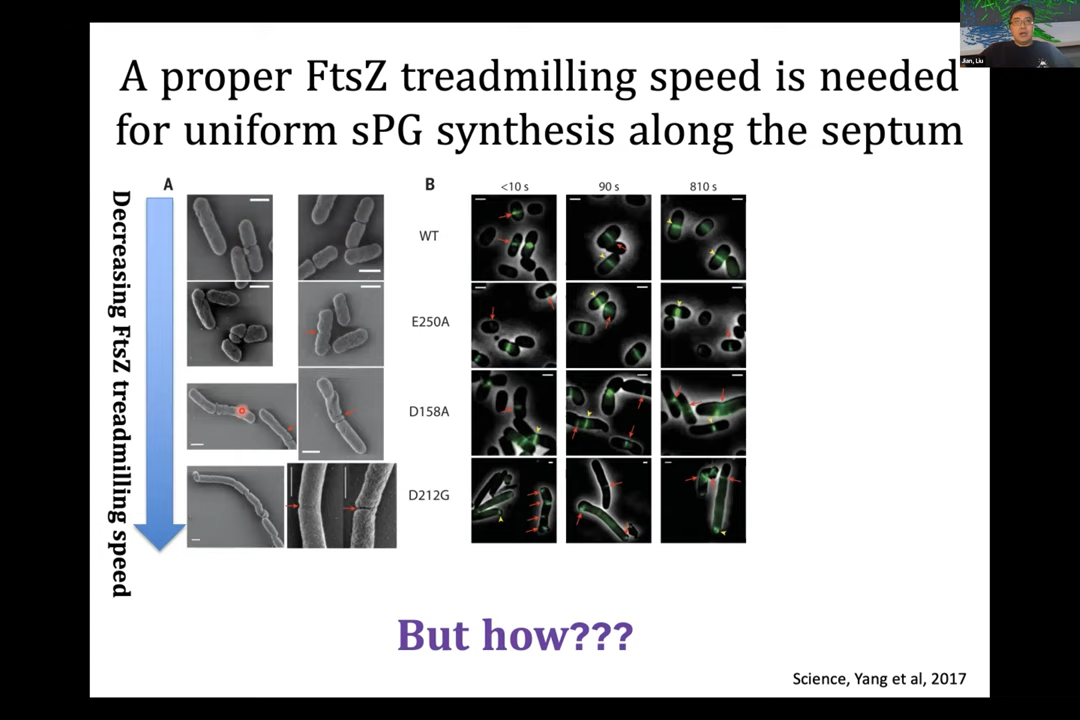 A proper FtsZ treadmilling speed is needed
for uniform sPG synthesis along the septum
Jian, Liu
Decreasing FtsZ treadmilling speed
A
B
<10 s
90 s
810 s
WT
E250A
D158A
D212G
But how???
Science, Yang et al, 2017